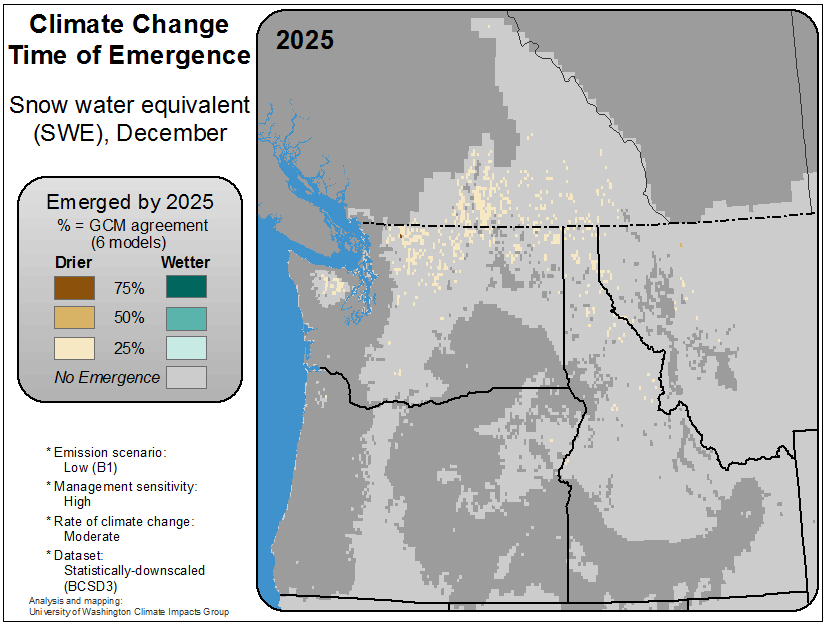 Climate Change
Time of Emergence
Snow water equivalent
(SWE), December
Emerged by 2025
% = GCM agreement
(6 models)
Drier Wetter
75%
50%
25%
No Emergence
* Emission scenario:
Low (B1)
* Management sensitivity:
High
* Rate of climate change:
Moderate
* Dataset:
Statistically-downscaled
(BCSD3)
Analysis and mapping:
University of Washington Climate Impacts Group
2025